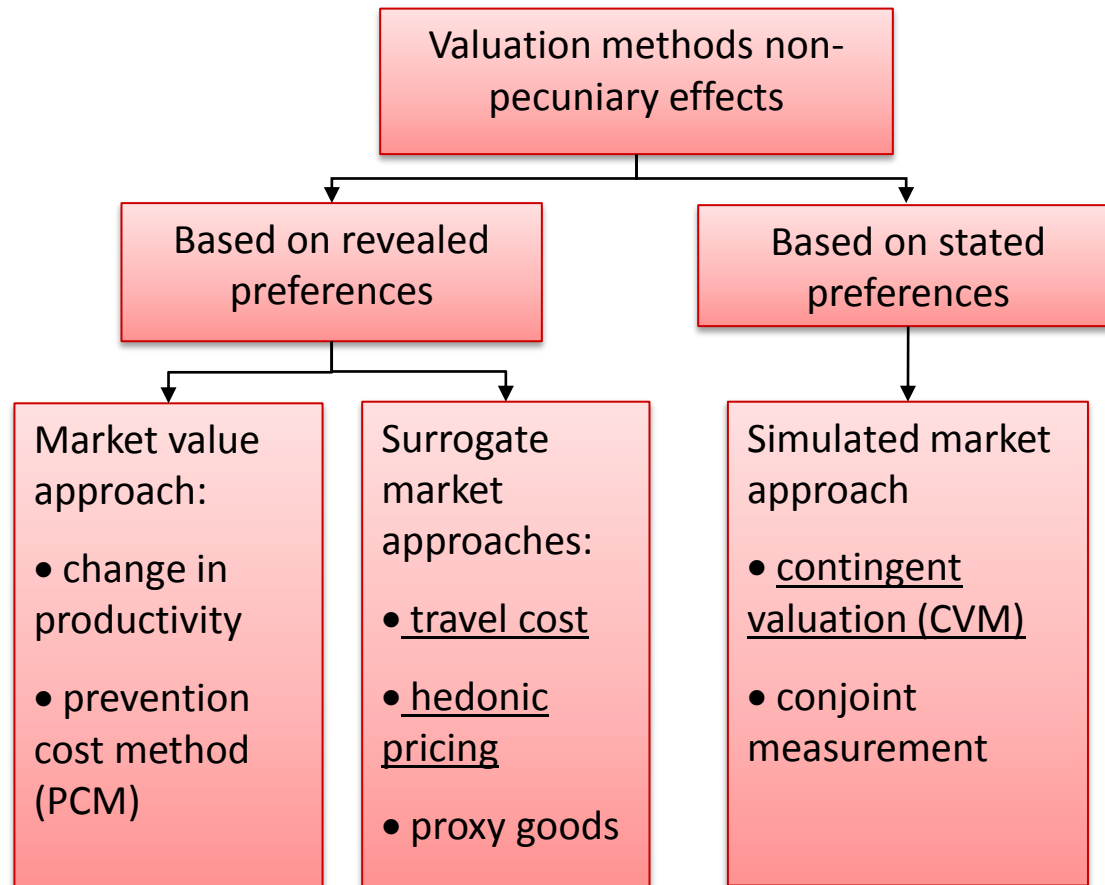 Valuation methods non-
pecuniary effects
Based on revealed
preferences
Based on stated
preferences
Market value
approach:
• change in
productivity
• prevention
cost method
(PCM)
Surrogate
market
approaches:
• travel cost
• hedonic
pricing
• proxy goods
Simulated market
approach
• contingent
valuation (CVM)
• conjoint
measurement